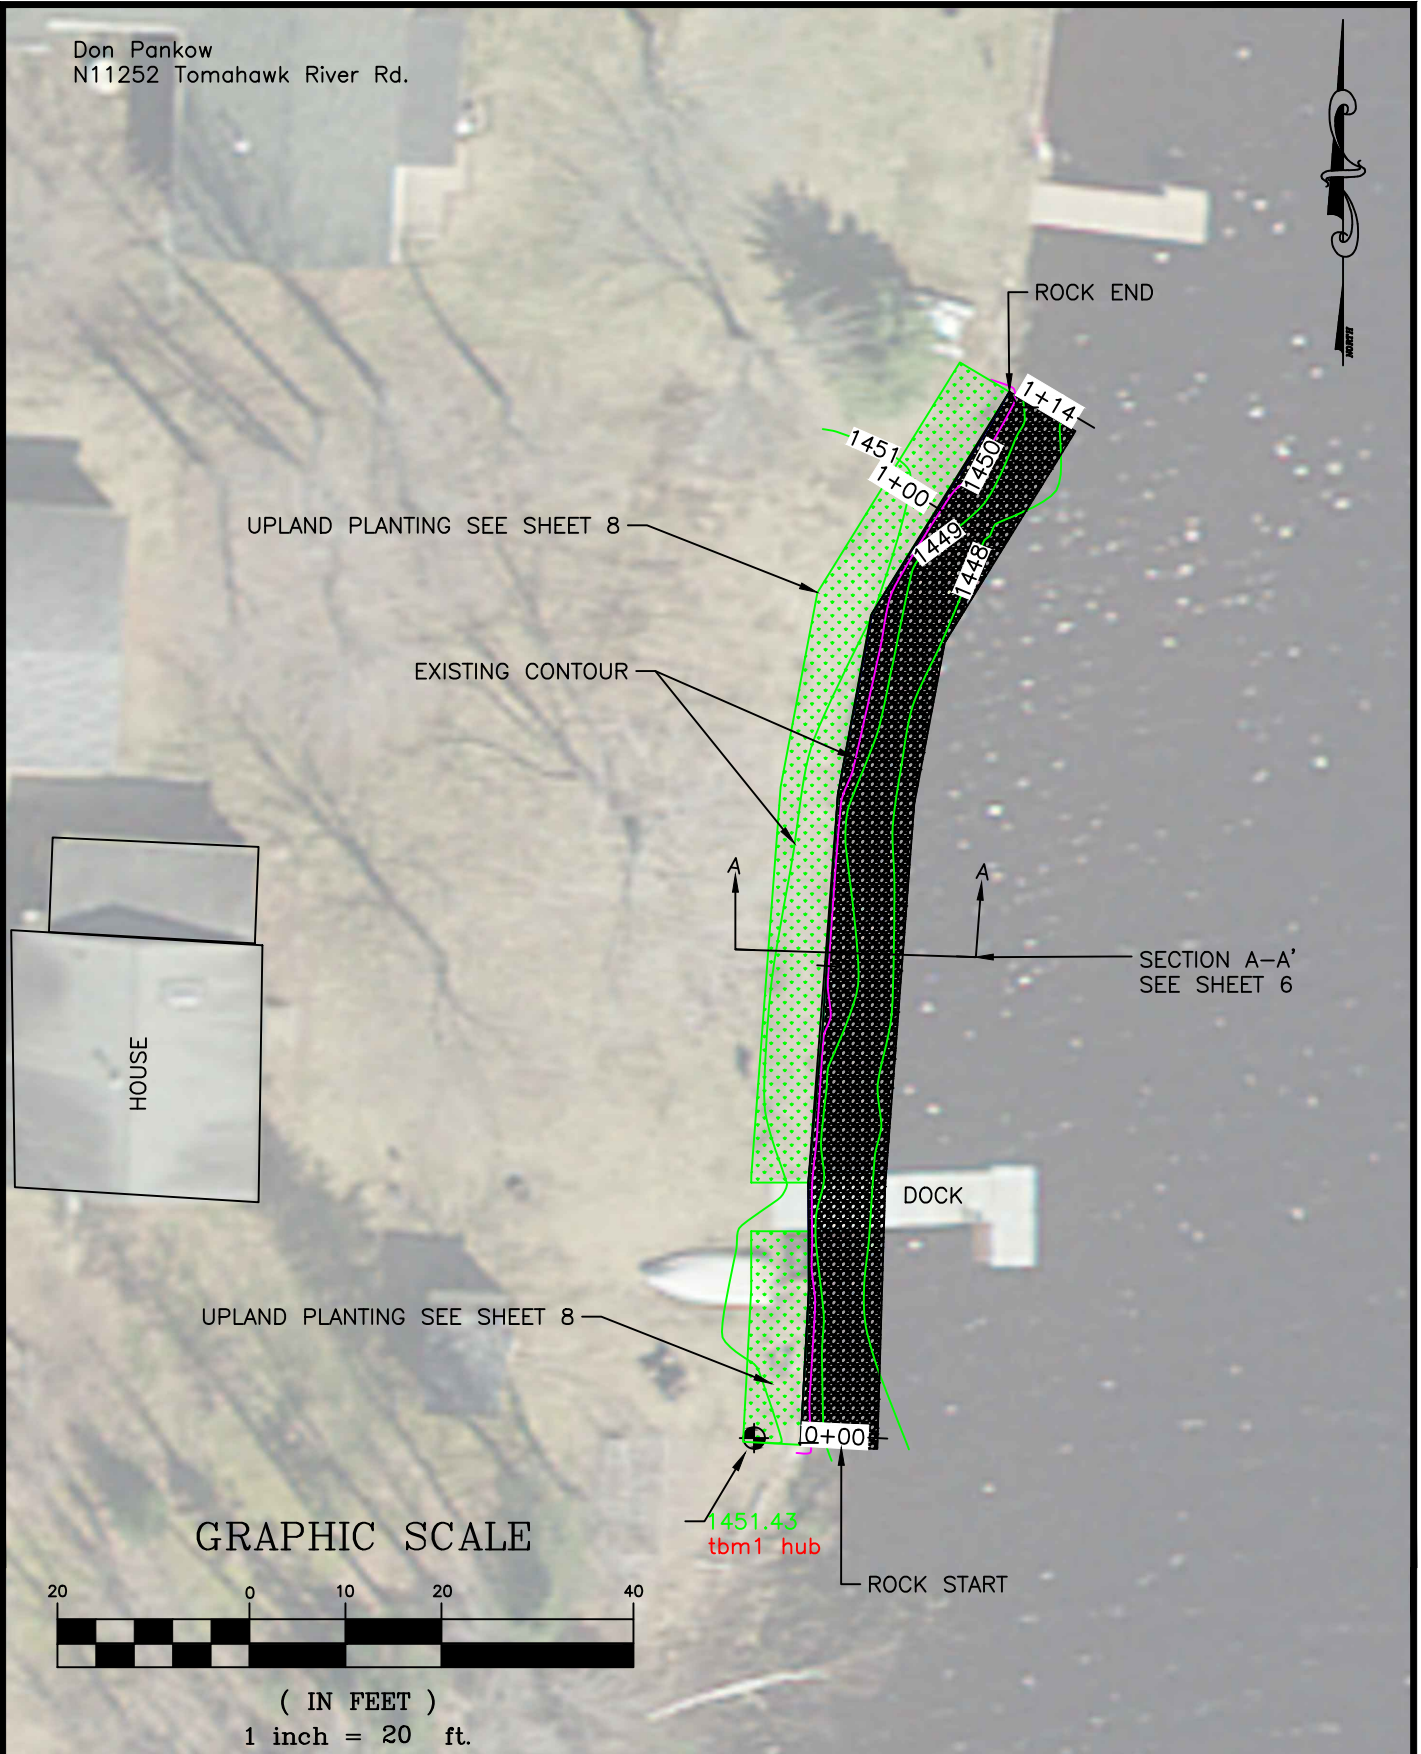 Don Pankow
N11252 Tomahawk River Rd.
NORTH
ROCK END
1+14
1451
1450
1+00
UPLAND PLANTING SEE SHEET 8
1449
1448
EXISTING CONTOUR
A
A
SECTION A-A'
SEE SHEET 6
HOUSE
DOCK
UPLAND PLANTING SEE SHEET 8
0+00
1451.43
tbm1 hub
GRAPHIC SCALE
ROCK START
20 0 10 20 40
( IN FEET )
1 inch = 20 ft.